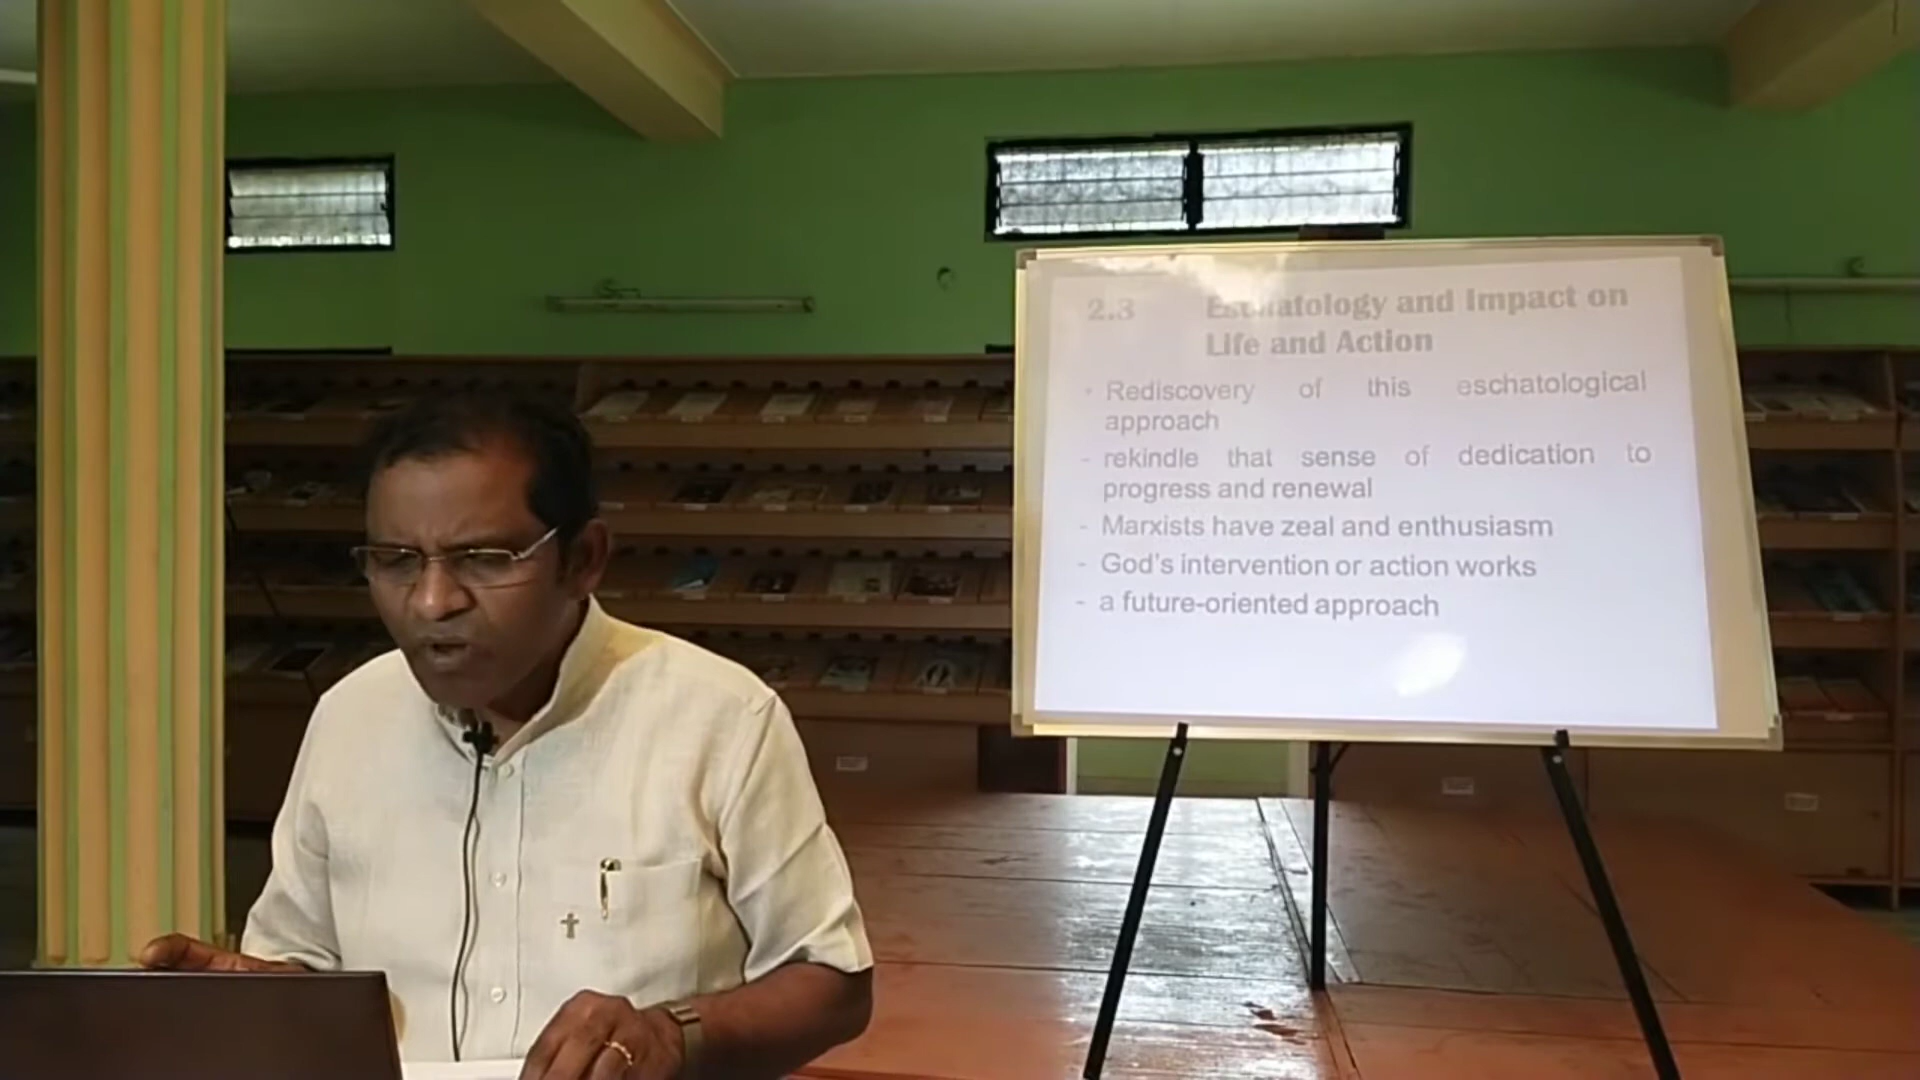 2.3 Eschatology and Impact on
Life and Action
- Rediscovery of this eschatological
approach
- rekindle that sense of dedication to
progress and renewal
- Marxists have zeal and enthusiasm
- God's intervention or action works
- a future-oriented approach